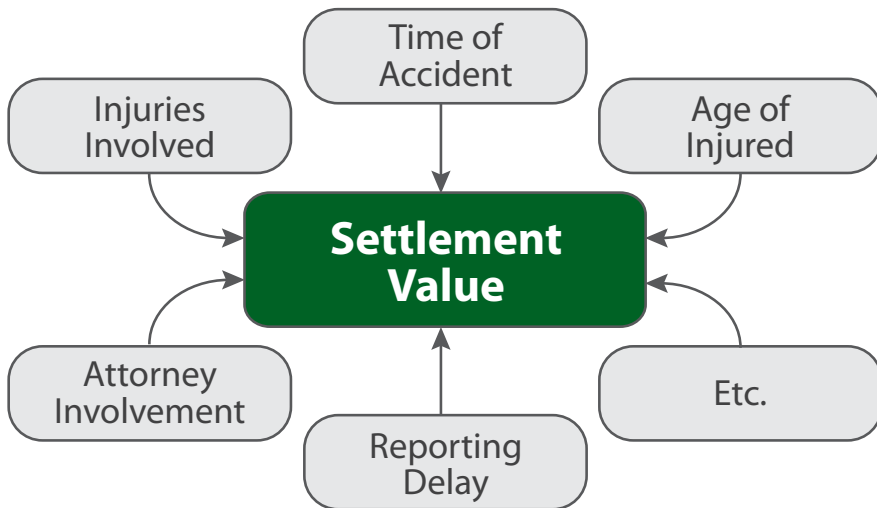 Time of
Accident
Injuries
Involved
Age of
Injured
Settlement
Value
Attorney
Involvement
Etc.
Reporting
Delay